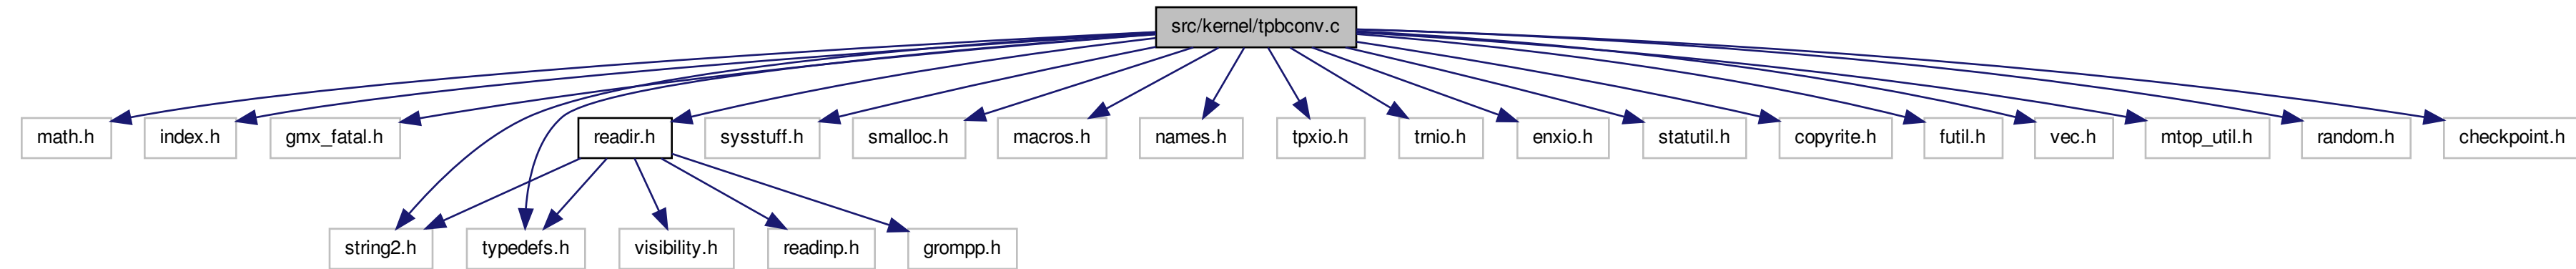 src/kernel/tpbconv.c
math.h
index.h
gmx_fatal.h
readir.h
sysstuff.h
smalloc.h
macros.h
names.h
tpxio.h
trnio.h
enxio.h
statutil.h
copyrite.h
futil.h
vec.h
mtop_util.h
random.h
checkpoint.h
string2.h
typedefs.h
visibility.h
readinp.h
grompp.h